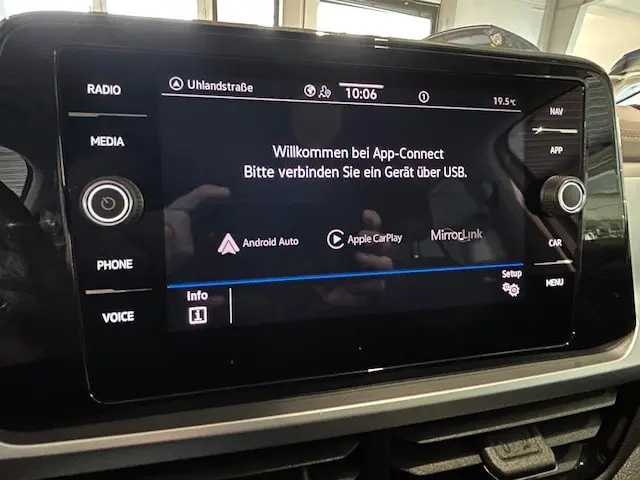 RADIO
MEDIA
PHONE
VOICE
Uhlandstraße
10:06
1
19.5°C
Willkommen bei App-Connect
Bitte verbinden Sie ein Gerät über USB.
Android Auto
Apple CarPlay
MirrorLink
Info
i
Setup
NAV
APP
CAR
MENU